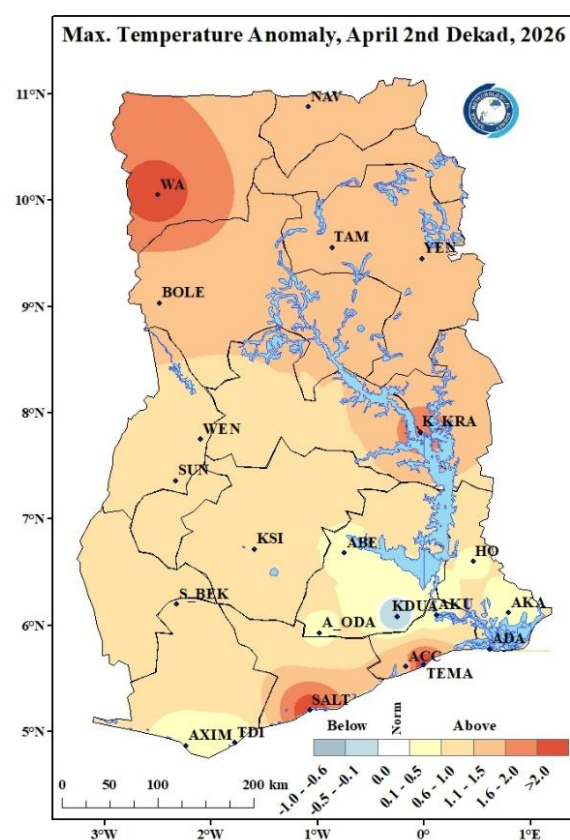 Max. Temperature Anomaly, April 2nd Dekad, 2026
11°N
NAV
10°N
WA
TAM
YEN
9°N
BOLE
8°N
WEN
K_KRA
SUN
7°N
KSI
ABE
HO
S_BEK
KDUA
AKU
AKA
6°N
A_ODA
ADA
ACC
TEMA
SALT
5°N
AXIM
TDI
Below
Norm
Above
-1.0 - -0.6
-0.5 - -0.1
0.0
0.1 - 0.5
0.6 - 1.0
1.1 - 1.5
1.6 - 2.0
>2.0
0
100
200 km
3°W
2°W
1°W
0°
1°E